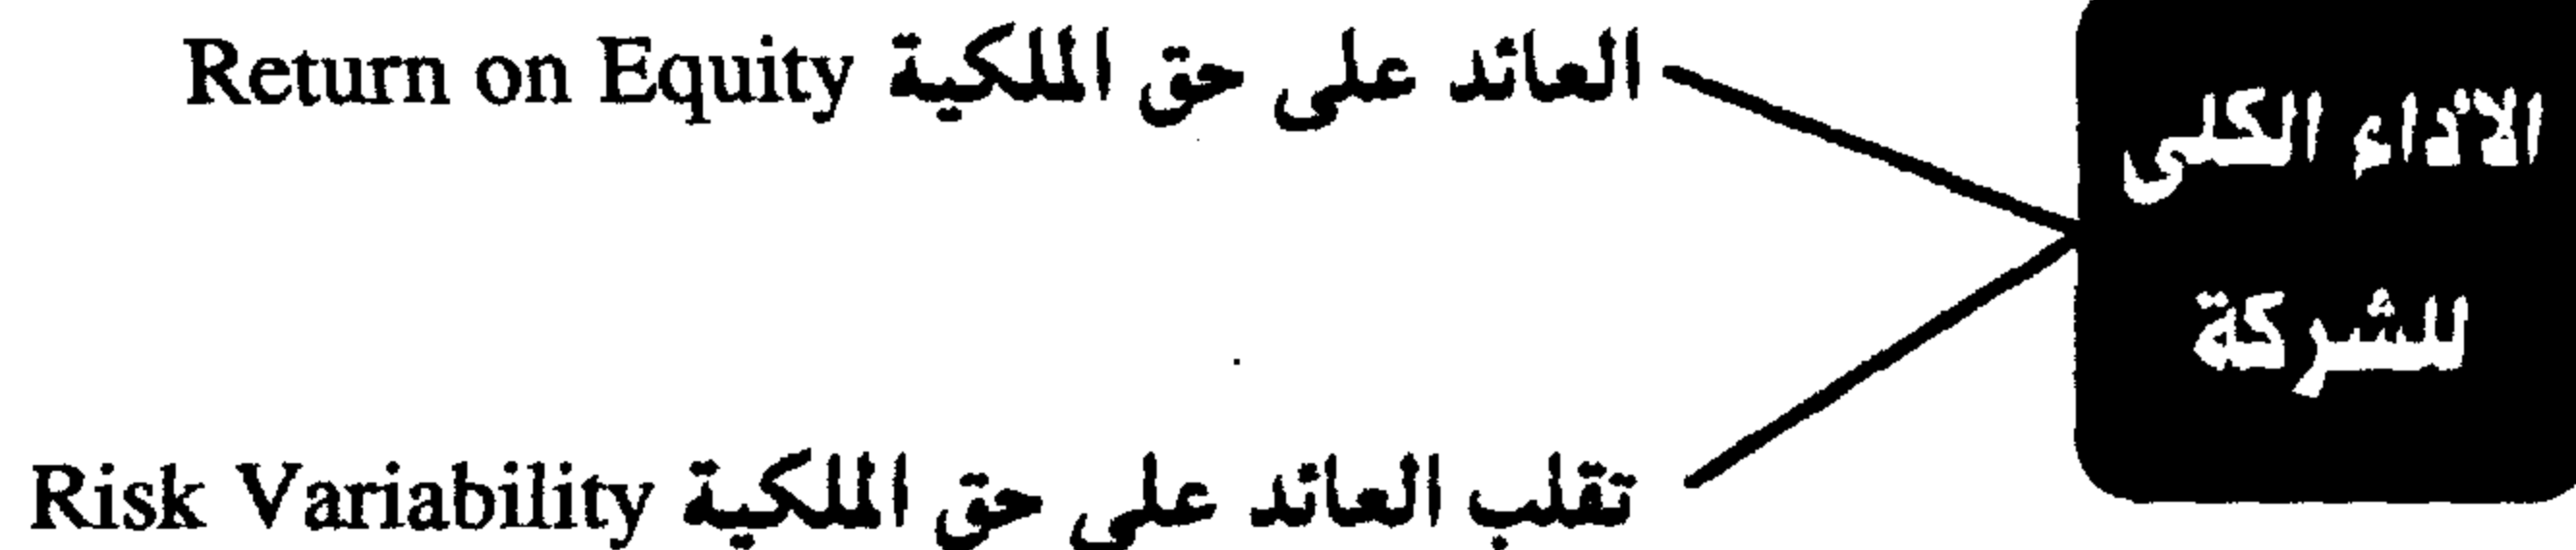 العائد على حق الملكية Return on Equity
الأداء الكلى
للشركة
تقلب العائد على حق الملكية Risk Variability